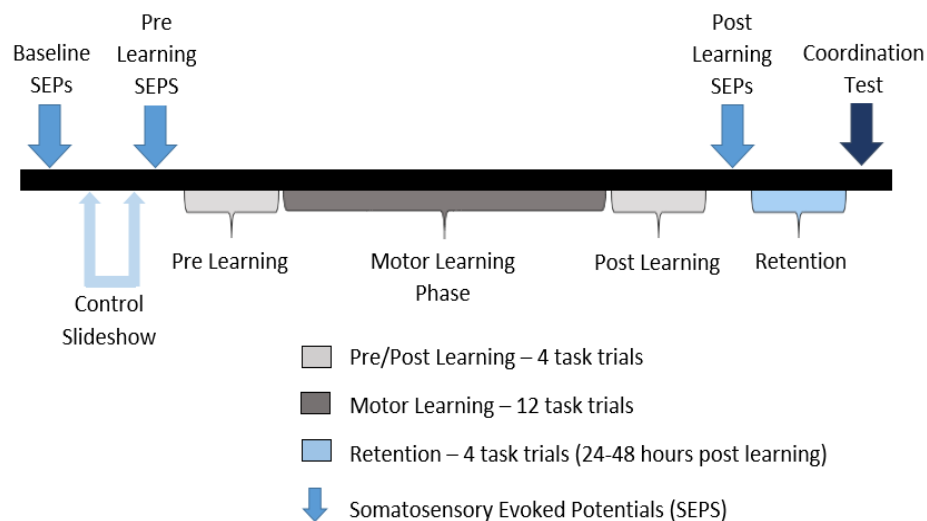 Baseline
SEPs
Pre
Learning
SEPS
Post
Learning
SEPs
Coordination
Test
Pre Learning
Motor Learning
Phase
Post Learning
Retention
Control
Slideshow
Pre/Post Learning – 4 task trials
Motor Learning – 12 task trials
Retention – 4 task trials (24-48 hours post learning)
Somatosensory Evoked Potentials (SEPS)